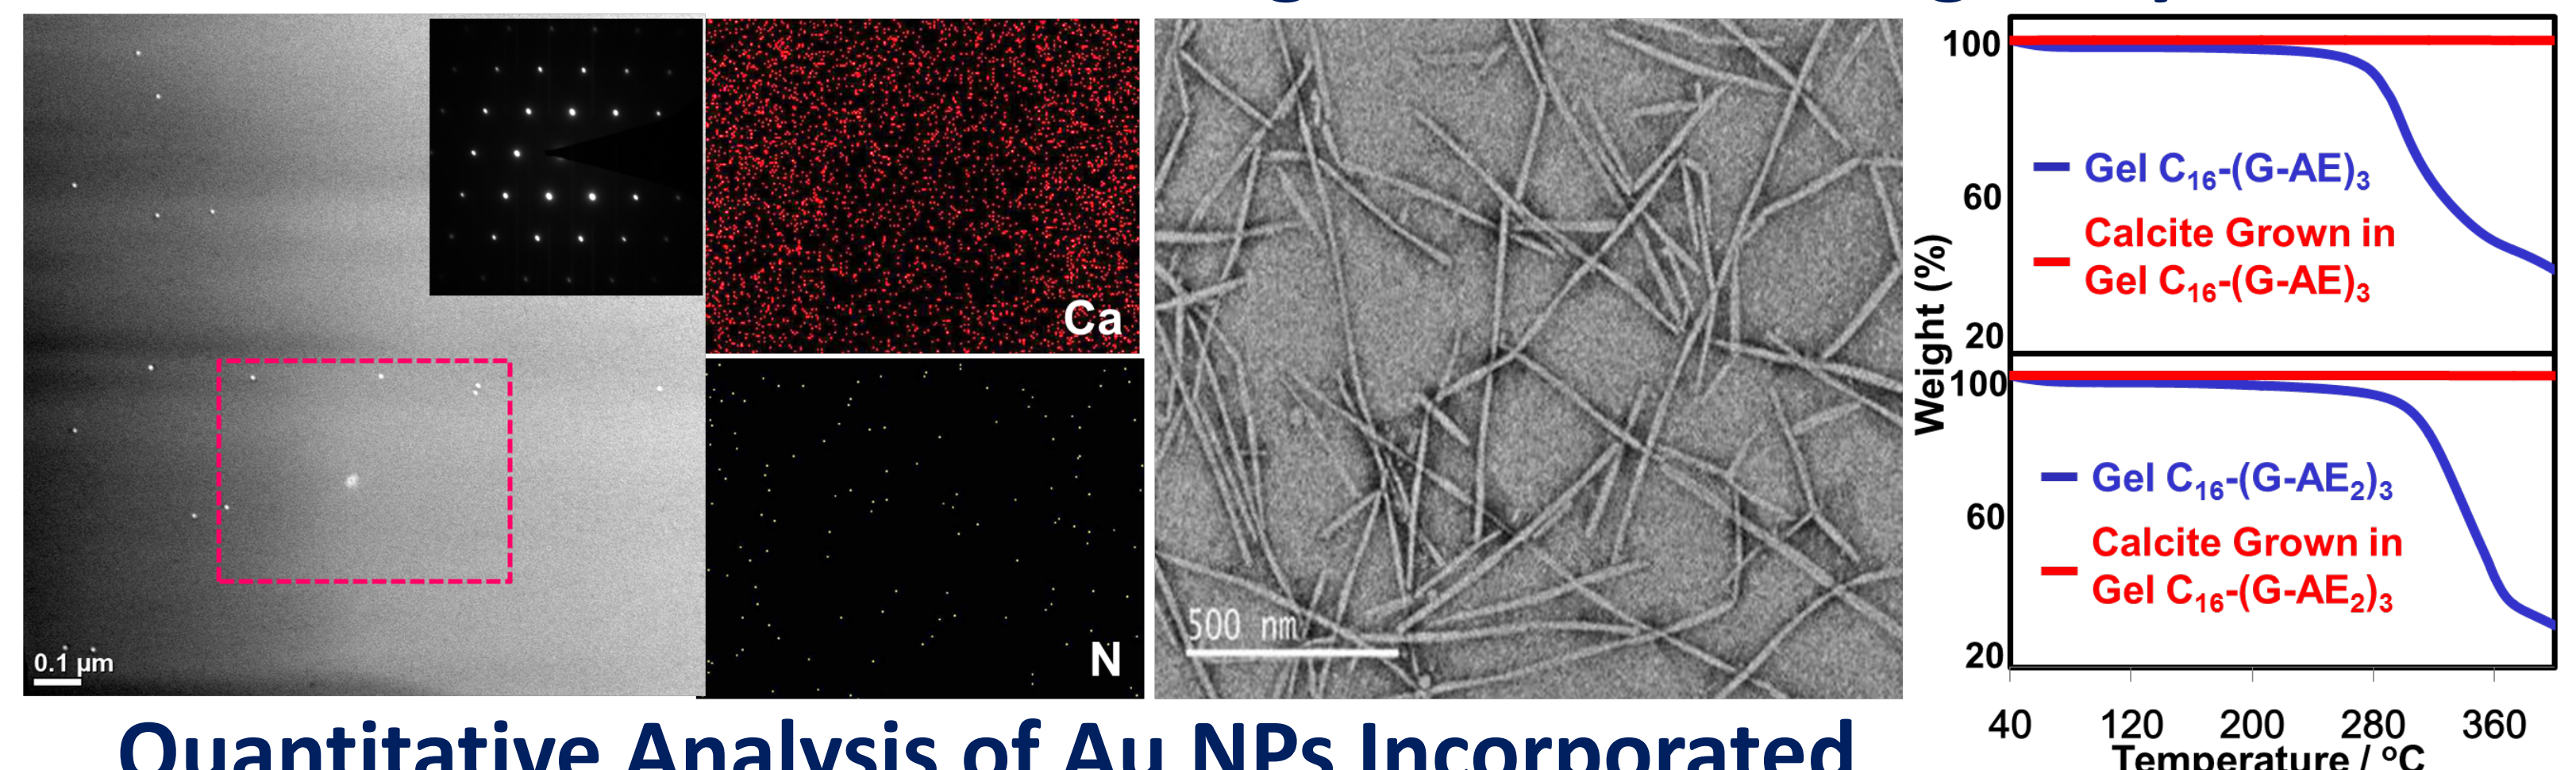 0.1 µm
Ca
N
500 nm
Weight (%)
100
60
20
Gel C₁₆-(G-AE)₃
Calcite Grown in
Gel C₁₆-(G-AE)₃
100
60
20
Gel C₁₆-(G-AE₂)₃
Calcite Grown in
Gel C₁₆-(G-AE₂)₃
40 120 200 280 360
Temperature / ᵒC
Quantitative Analysis of Au NPs Incorporated